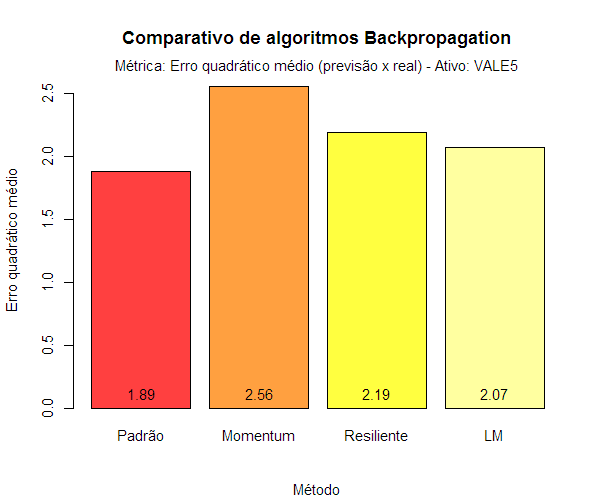 Comparativo de algoritmos Backpropagation
Métrica: Erro quadrático médio (previsão x real) - Ativo: VALE5
Erro quadrático médio
2.5
2.0
1.5
1.0
0.5
0.0
1.89
2.56
2.19
2.07
Padrão
Momentum
Resiliente
LM
Método